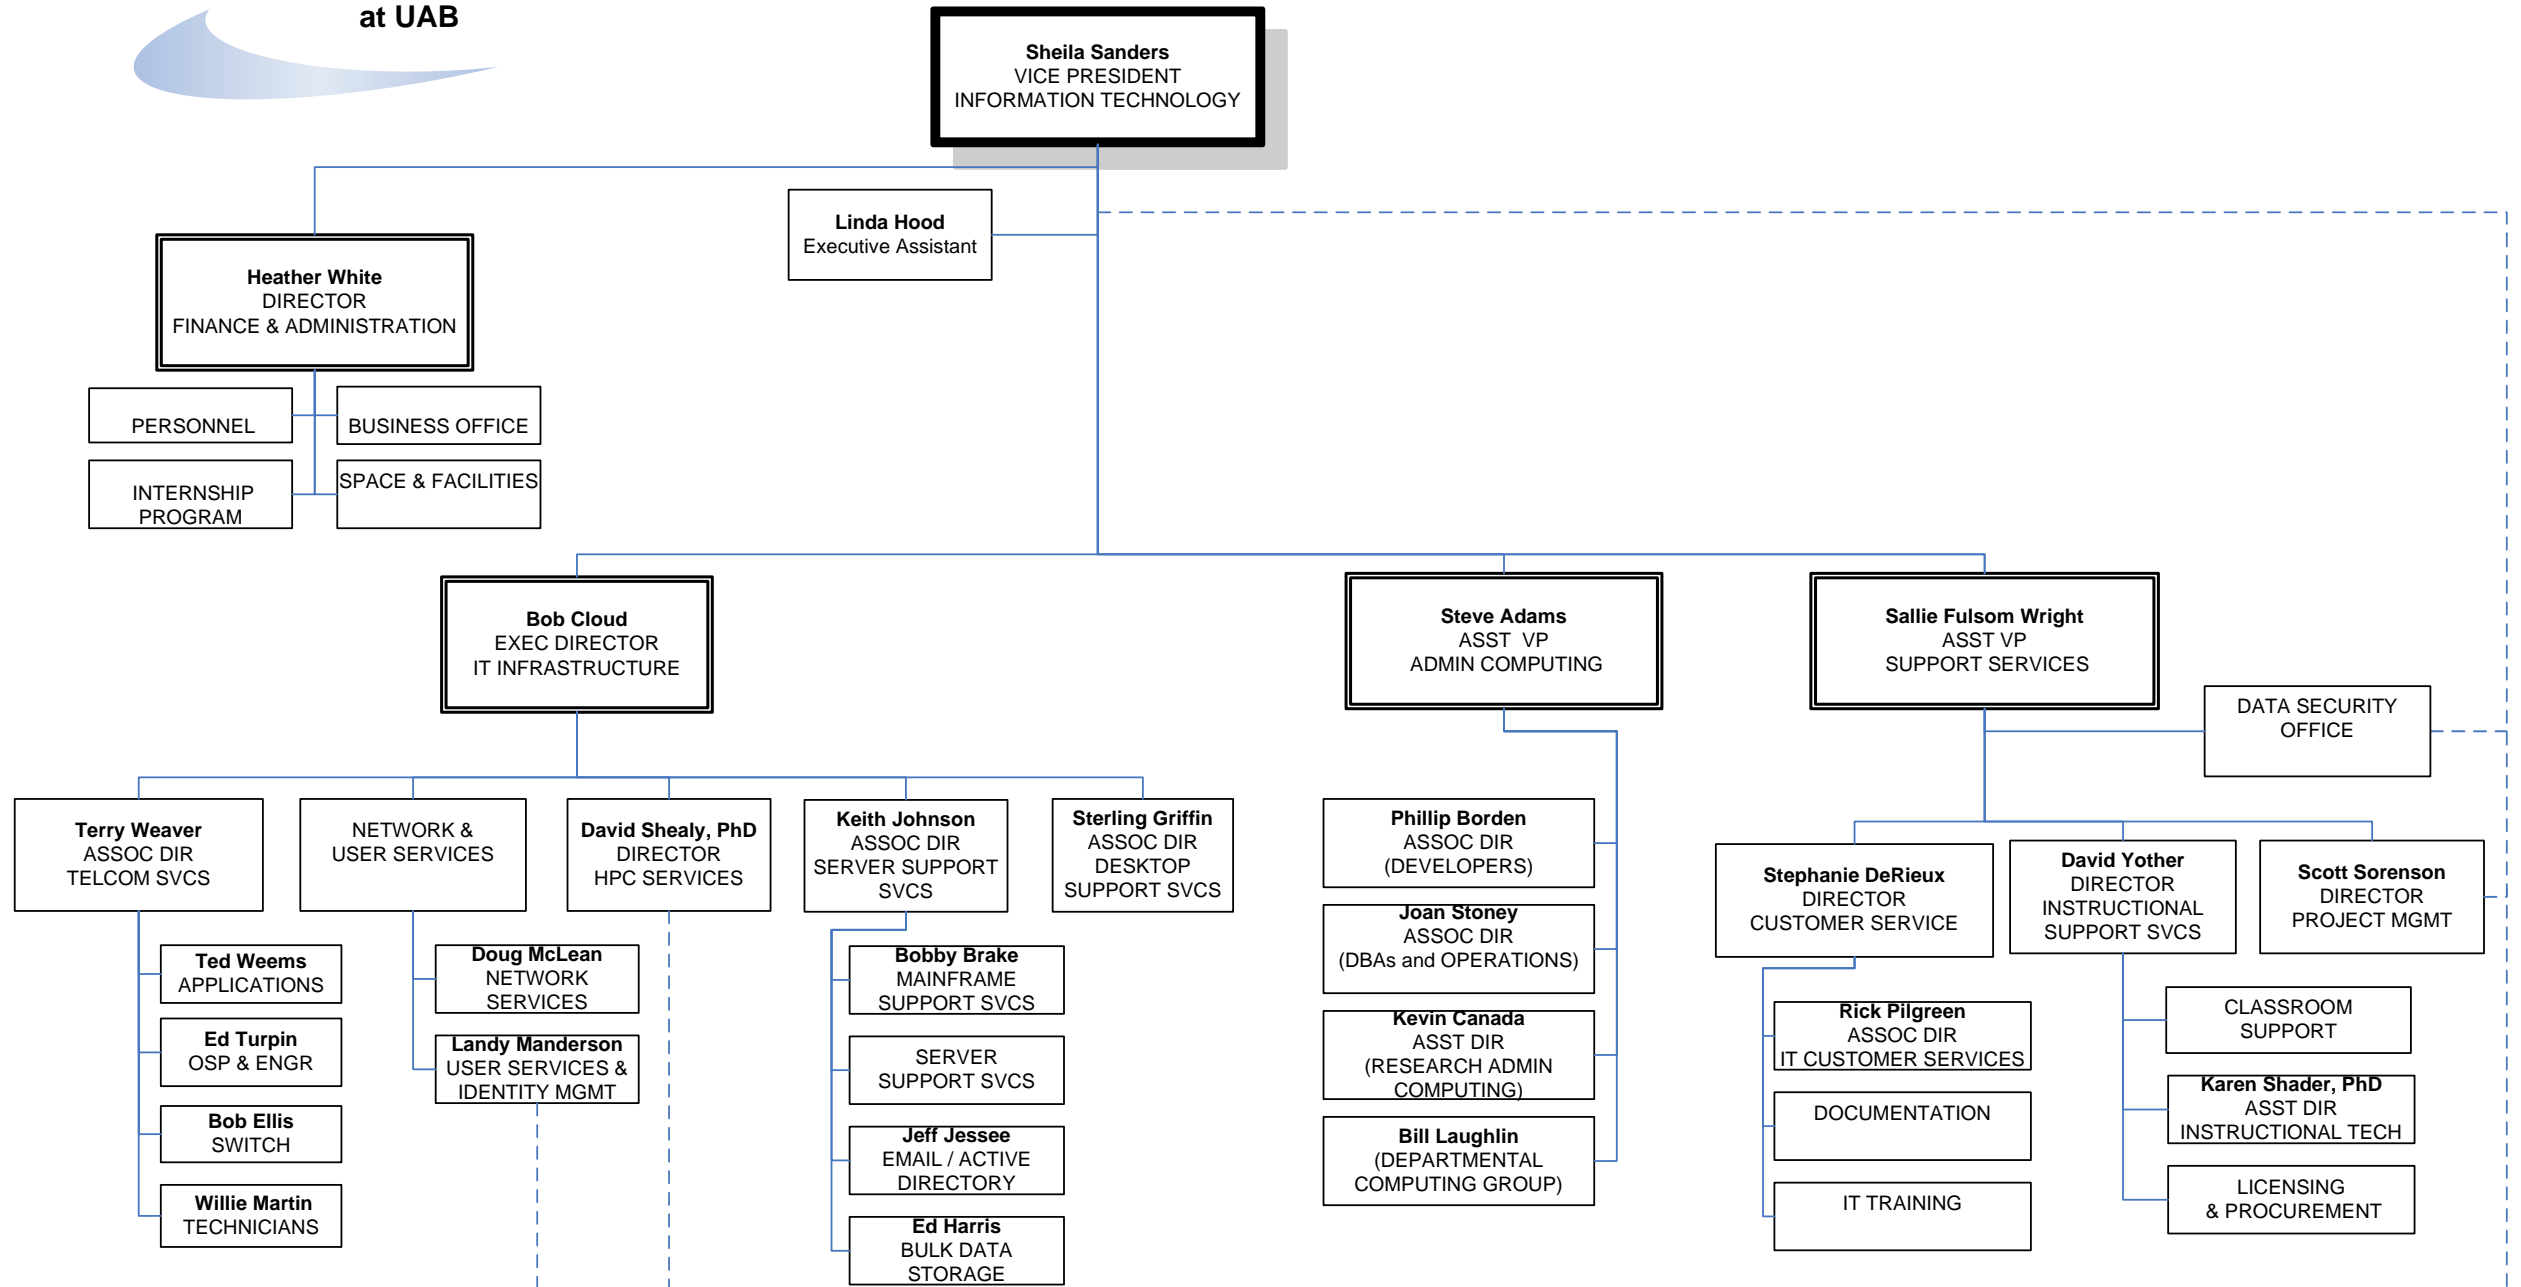 at UAB
Sheila Sanders
VICE PRESIDENT
INFORMATION TECHNOLOGY
Linda Hood
Executive Assistant
Heather White
DIRECTOR
FINANCE & ADMINISTRATION
PERSONNEL
BUSINESS OFFICE
INTERNSHIP
PROGRAM
SPACE & FACILITIES
Bob Cloud
EXEC DIRECTOR
IT INFRASTRUCTURE
Steve Adams
ASST  VP
ADMIN COMPUTING
Sallie Fulsom Wright
ASST VP
SUPPORT SERVICES
DATA SECURITY
OFFICE
Terry Weaver
ASSOC DIR
TELCOM SVCS
NETWORK &
USER SERVICES
David Shealy, PhD
DIRECTOR
HPC SERVICES
Keith Johnson
ASSOC DIR
SERVER SUPPORT
SVCS
Sterling Griffin
ASSOC DIR
DESKTOP
SUPPORT SVCS
Ted Weems
APPLICATIONS
Ed Turpin
OSP & ENGR
Bob Ellis
SWITCH
Willie Martin
TECHNICIANS
Doug McLean
NETWORK
SERVICES
Landy Manderson
USER SERVICES &
IDENTITY MGMT
Bobby Brake
MAINFRAME
SUPPORT SVCS
SERVER
SUPPORT SVCS
Jeff Jessee
EMAIL / ACTIVE
DIRECTORY
Ed Harris
BULK DATA
STORAGE
Phillip Borden
ASSOC DIR
(DEVELOPERS)
Joan Stoney
ASSOC DIR
(DBAs and OPERATIONS)
Kevin Canada
ASST DIR
(RESEARCH ADMIN
COMPUTING)
Bill Laughlin
(DEPARTMENTAL
COMPUTING GROUP)
Stephanie DeRieux
DIRECTOR
CUSTOMER SERVICE
David Yother
DIRECTOR
INSTRUCTIONAL
SUPPORT SVCS
Scott Sorenson
DIRECTOR
PROJECT MGMT
Rick Pilgreen
ASSOC DIR
IT CUSTOMER SERVICES
DOCUMENTATION
IT TRAINING
CLASSROOM
SUPPORT
Karen Shader, PhD
ASST DIR
INSTRUCTIONAL TECH
LICENSING
& PROCUREMENT